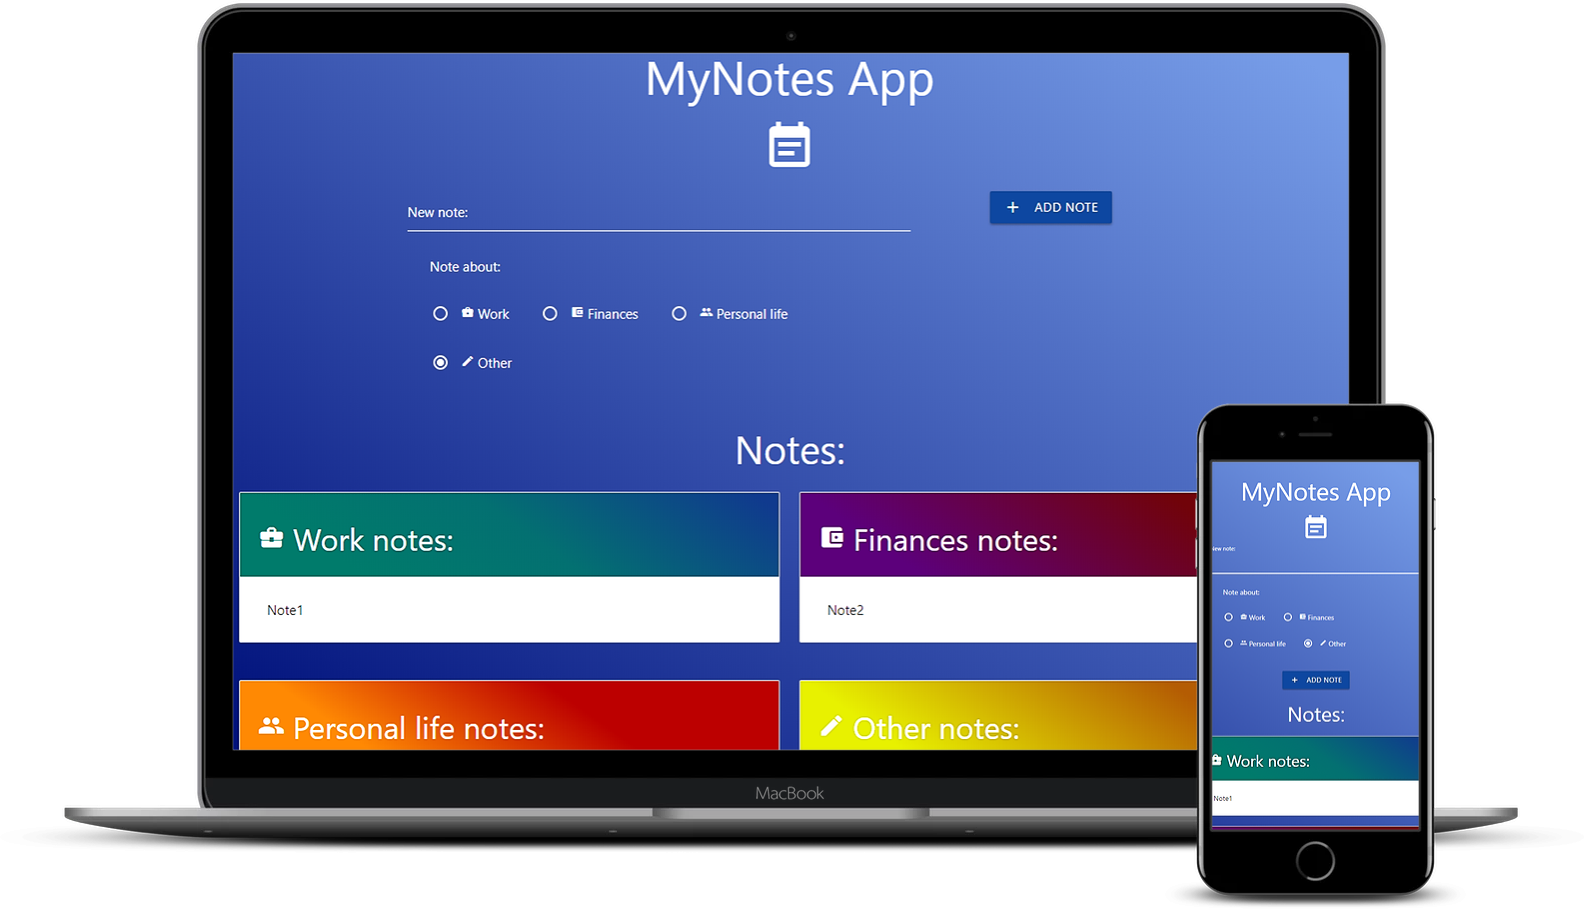 MyNotes App
New note:
+ ADD NOTE
Note about:
Work Finances Personal life
Other
Notes:
Work notes:
Finances notes:
Note1
Note2
Personal life notes:
Other notes:
MacBook
MyNotes App
New note:
Note about:
Work Finances
Personal life Other
+ ADD NOTE
Notes:
Work notes:
Note1